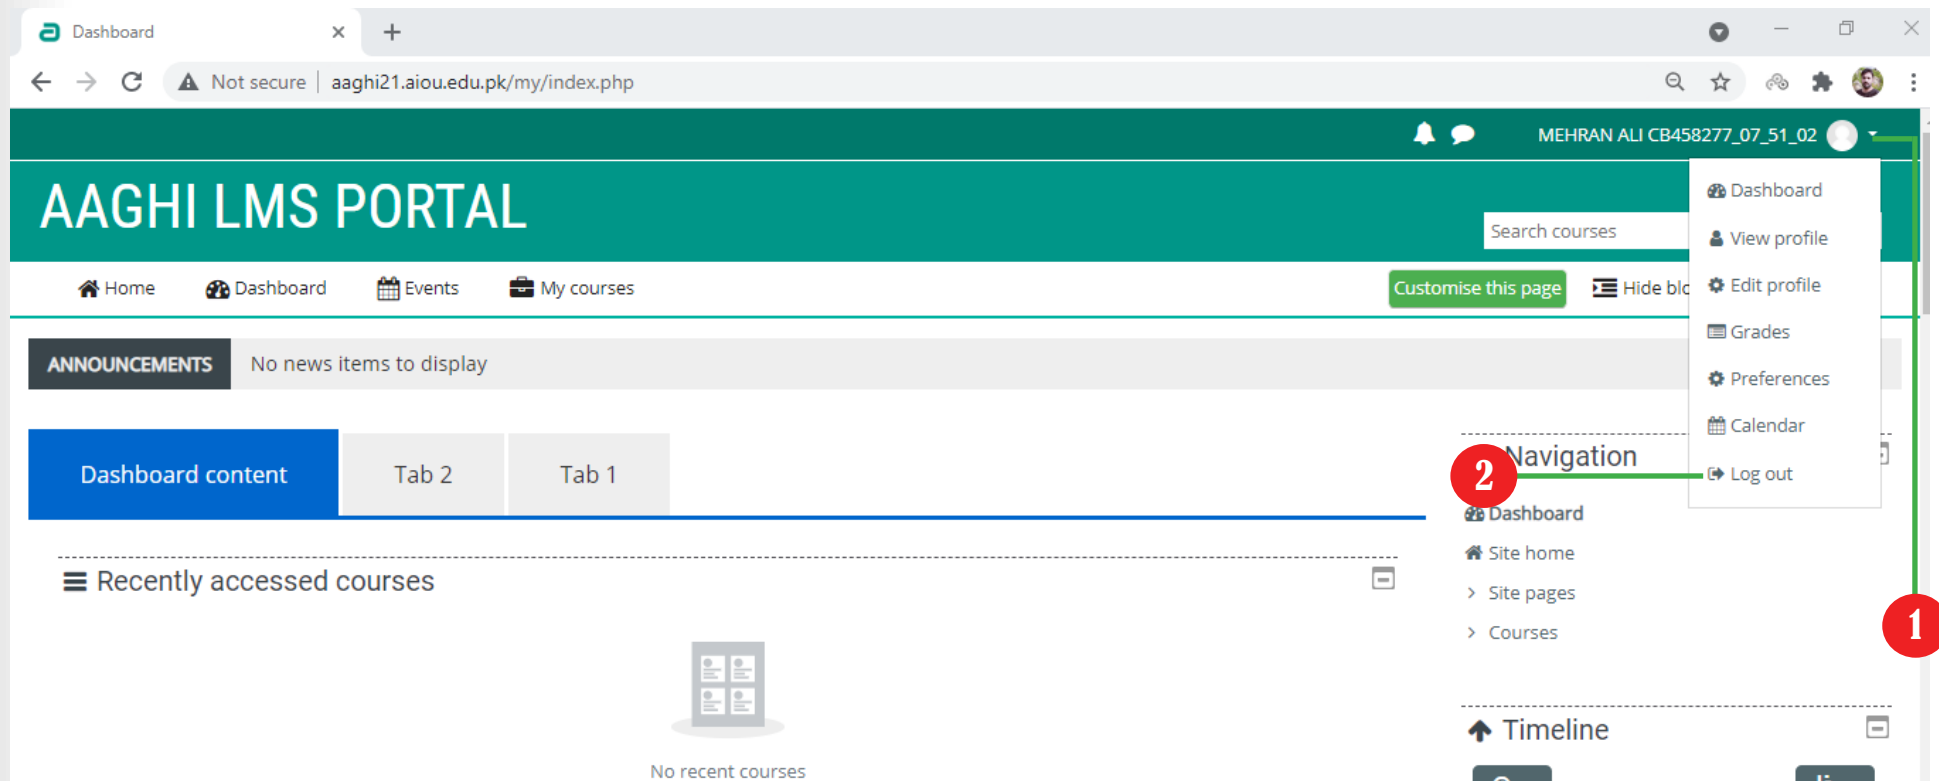 Dashboard
Not secure aaghi21.aiou.edu.pk/my/index.php
MEHRAN ALI CB458277_07_51_02
AAGHI LMS PORTAL
Search courses
Dashboard
View profile
Edit profile
Grades
Preferences
Calendar
Log out
Home Dashboard Events My courses Customise this page Hide blo
ANNOUNCEMENTS No news items to display
Dashboard content Tab 2 Tab 1
Recently accessed courses
No recent courses
2
Navigation
Dashboard
Site home
Site pages
Courses
1
Timeline